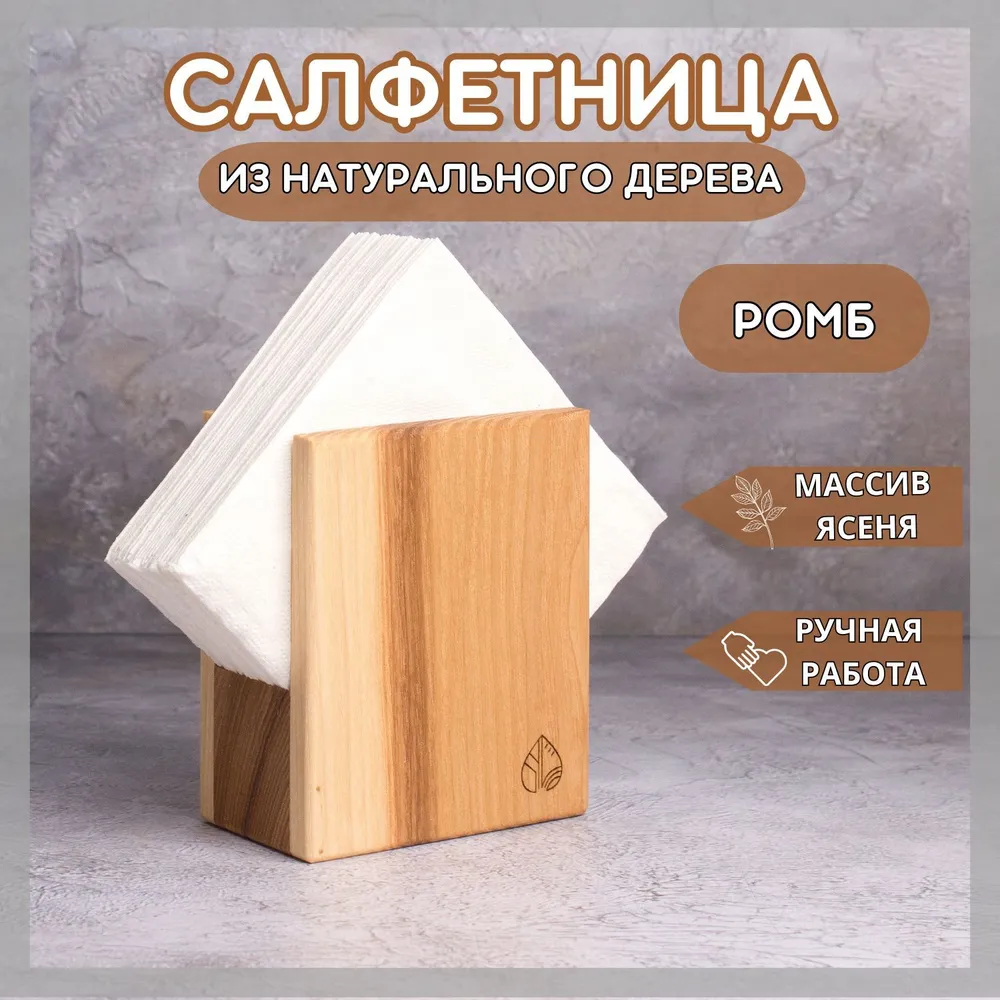 САЛФЕТНИЦА
ИЗ НАТУРАЛЬНОГО ДЕРЕВА
РОМБ
МАССИВ
ЯСЕНЯ
РУЧНАЯ
РАБОТА